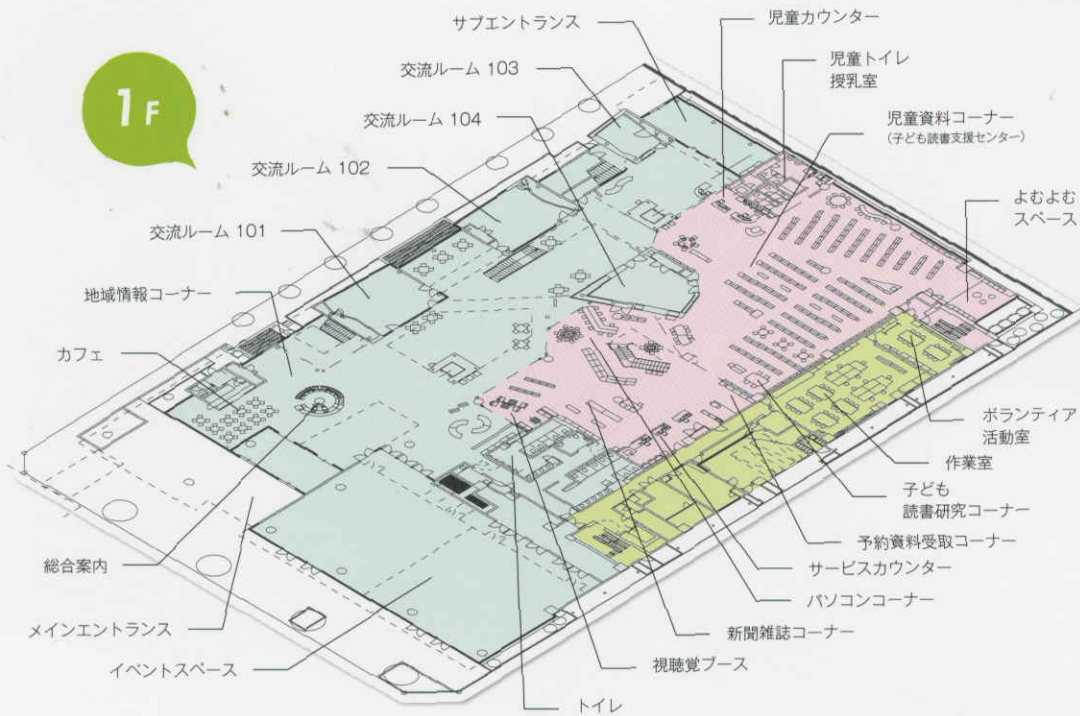 1F
サブエントランス
交流ルーム 103
交流ルーム 104
交流ルーム 102
交流ルーム 101
地域情報コーナー
カフェ
総合案内
メインエントランス
イベントスペース
児童カウンター
児童トイレ
授乳室
児童資料コーナー
(子ども読書支援センター)
よむよむ
スペース
ボランティア
活動室
作業室
子ども
読書研究コーナー
予約資料受取コーナー
サービスカウンター
パソコンコーナー
新聞雑誌コーナー
視聴覚ブース
トイレ